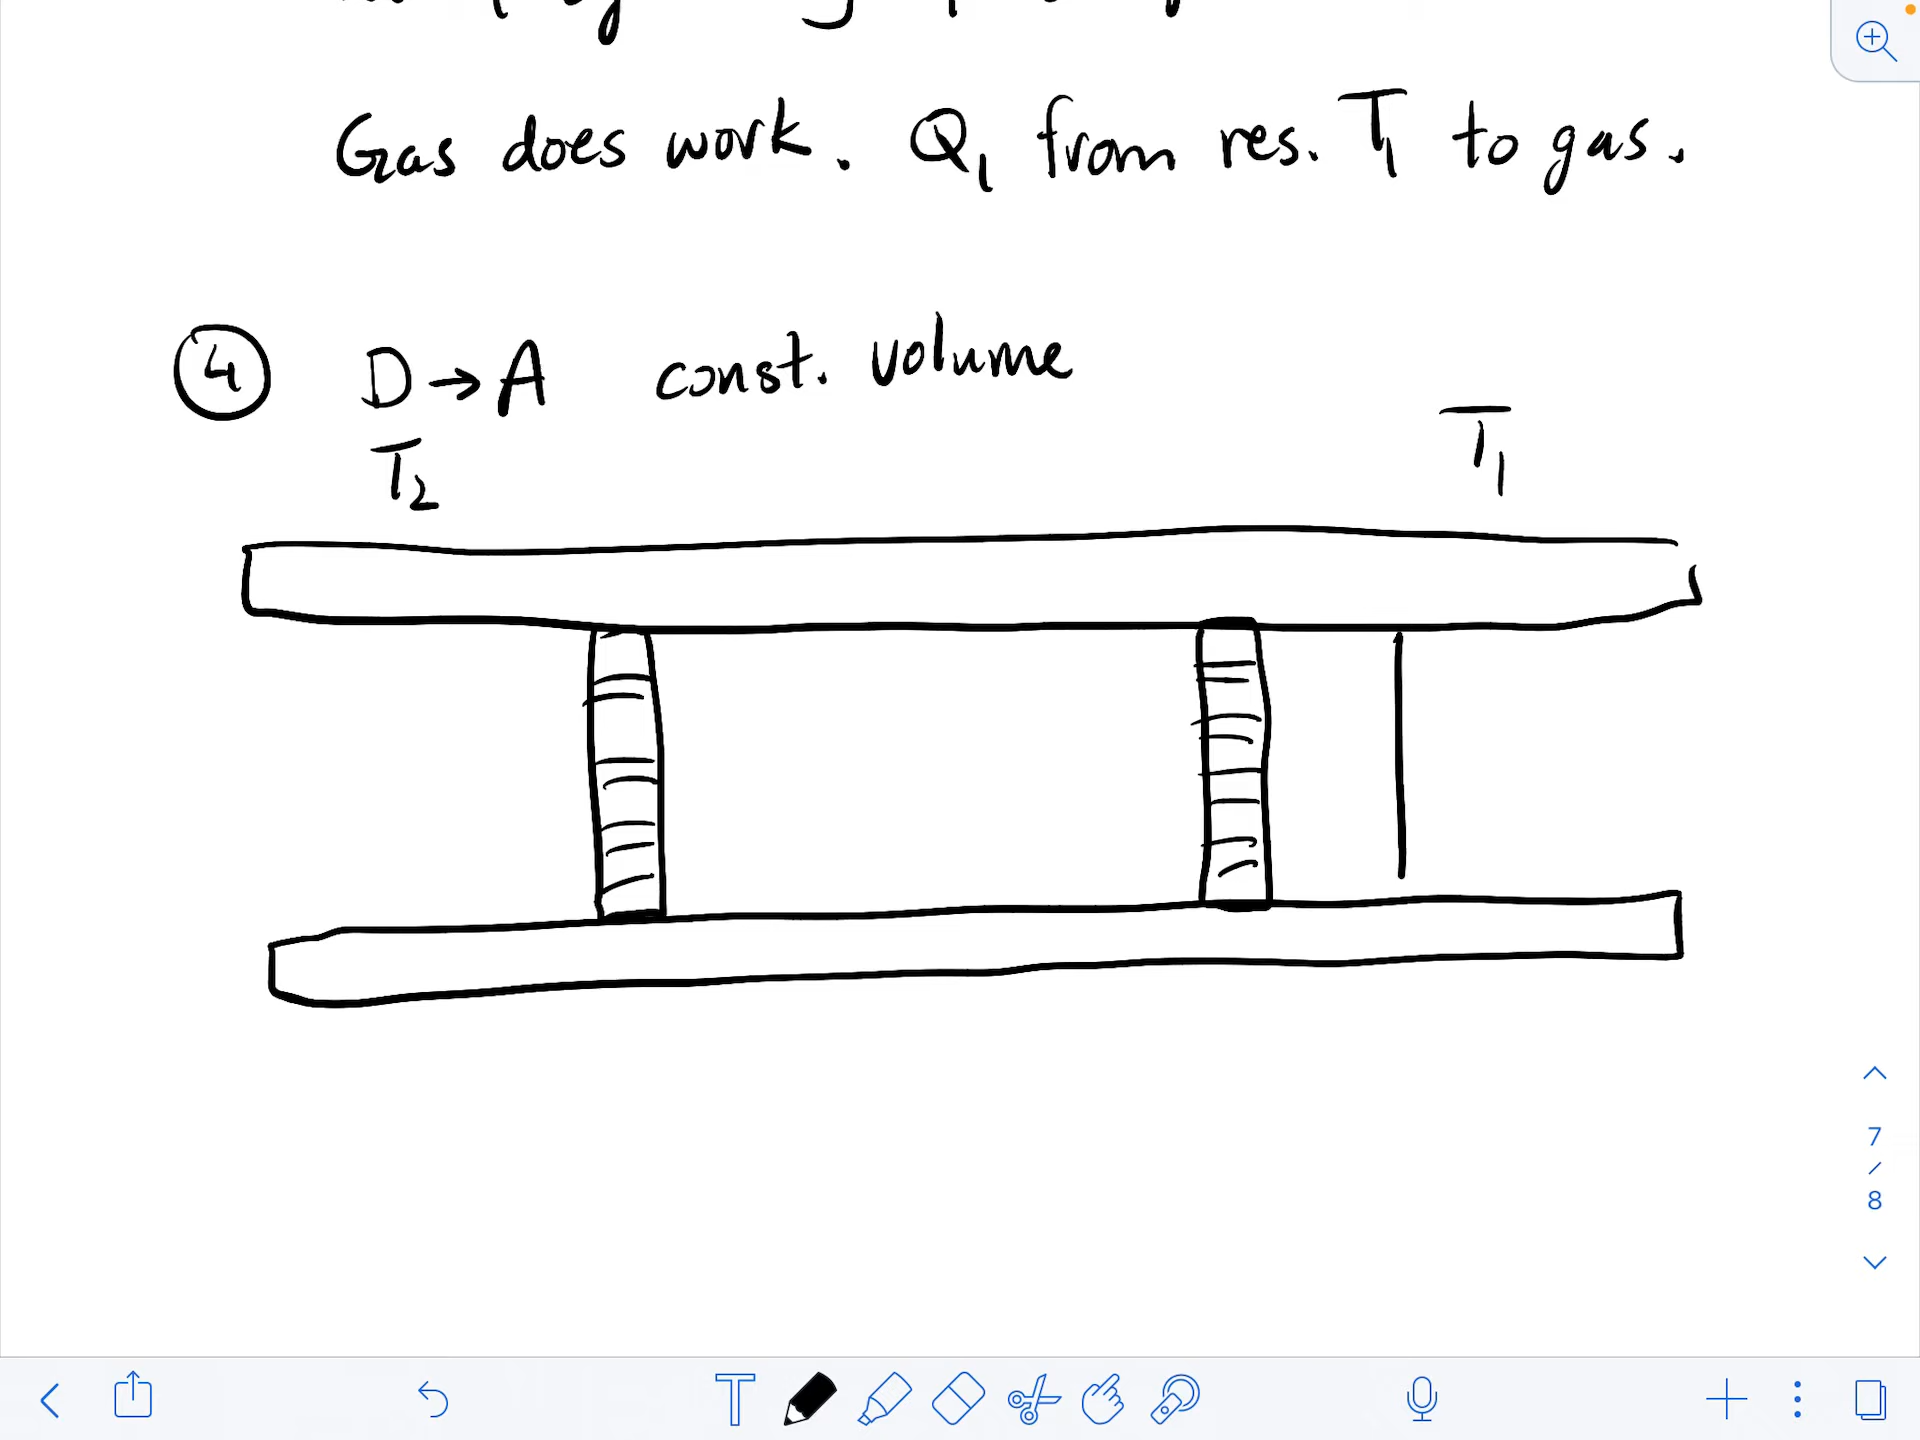 Gas does work. Q₁ from res. T₁ to gas.
④ D → A const. volume
T₂ T₁
7
/
8
T